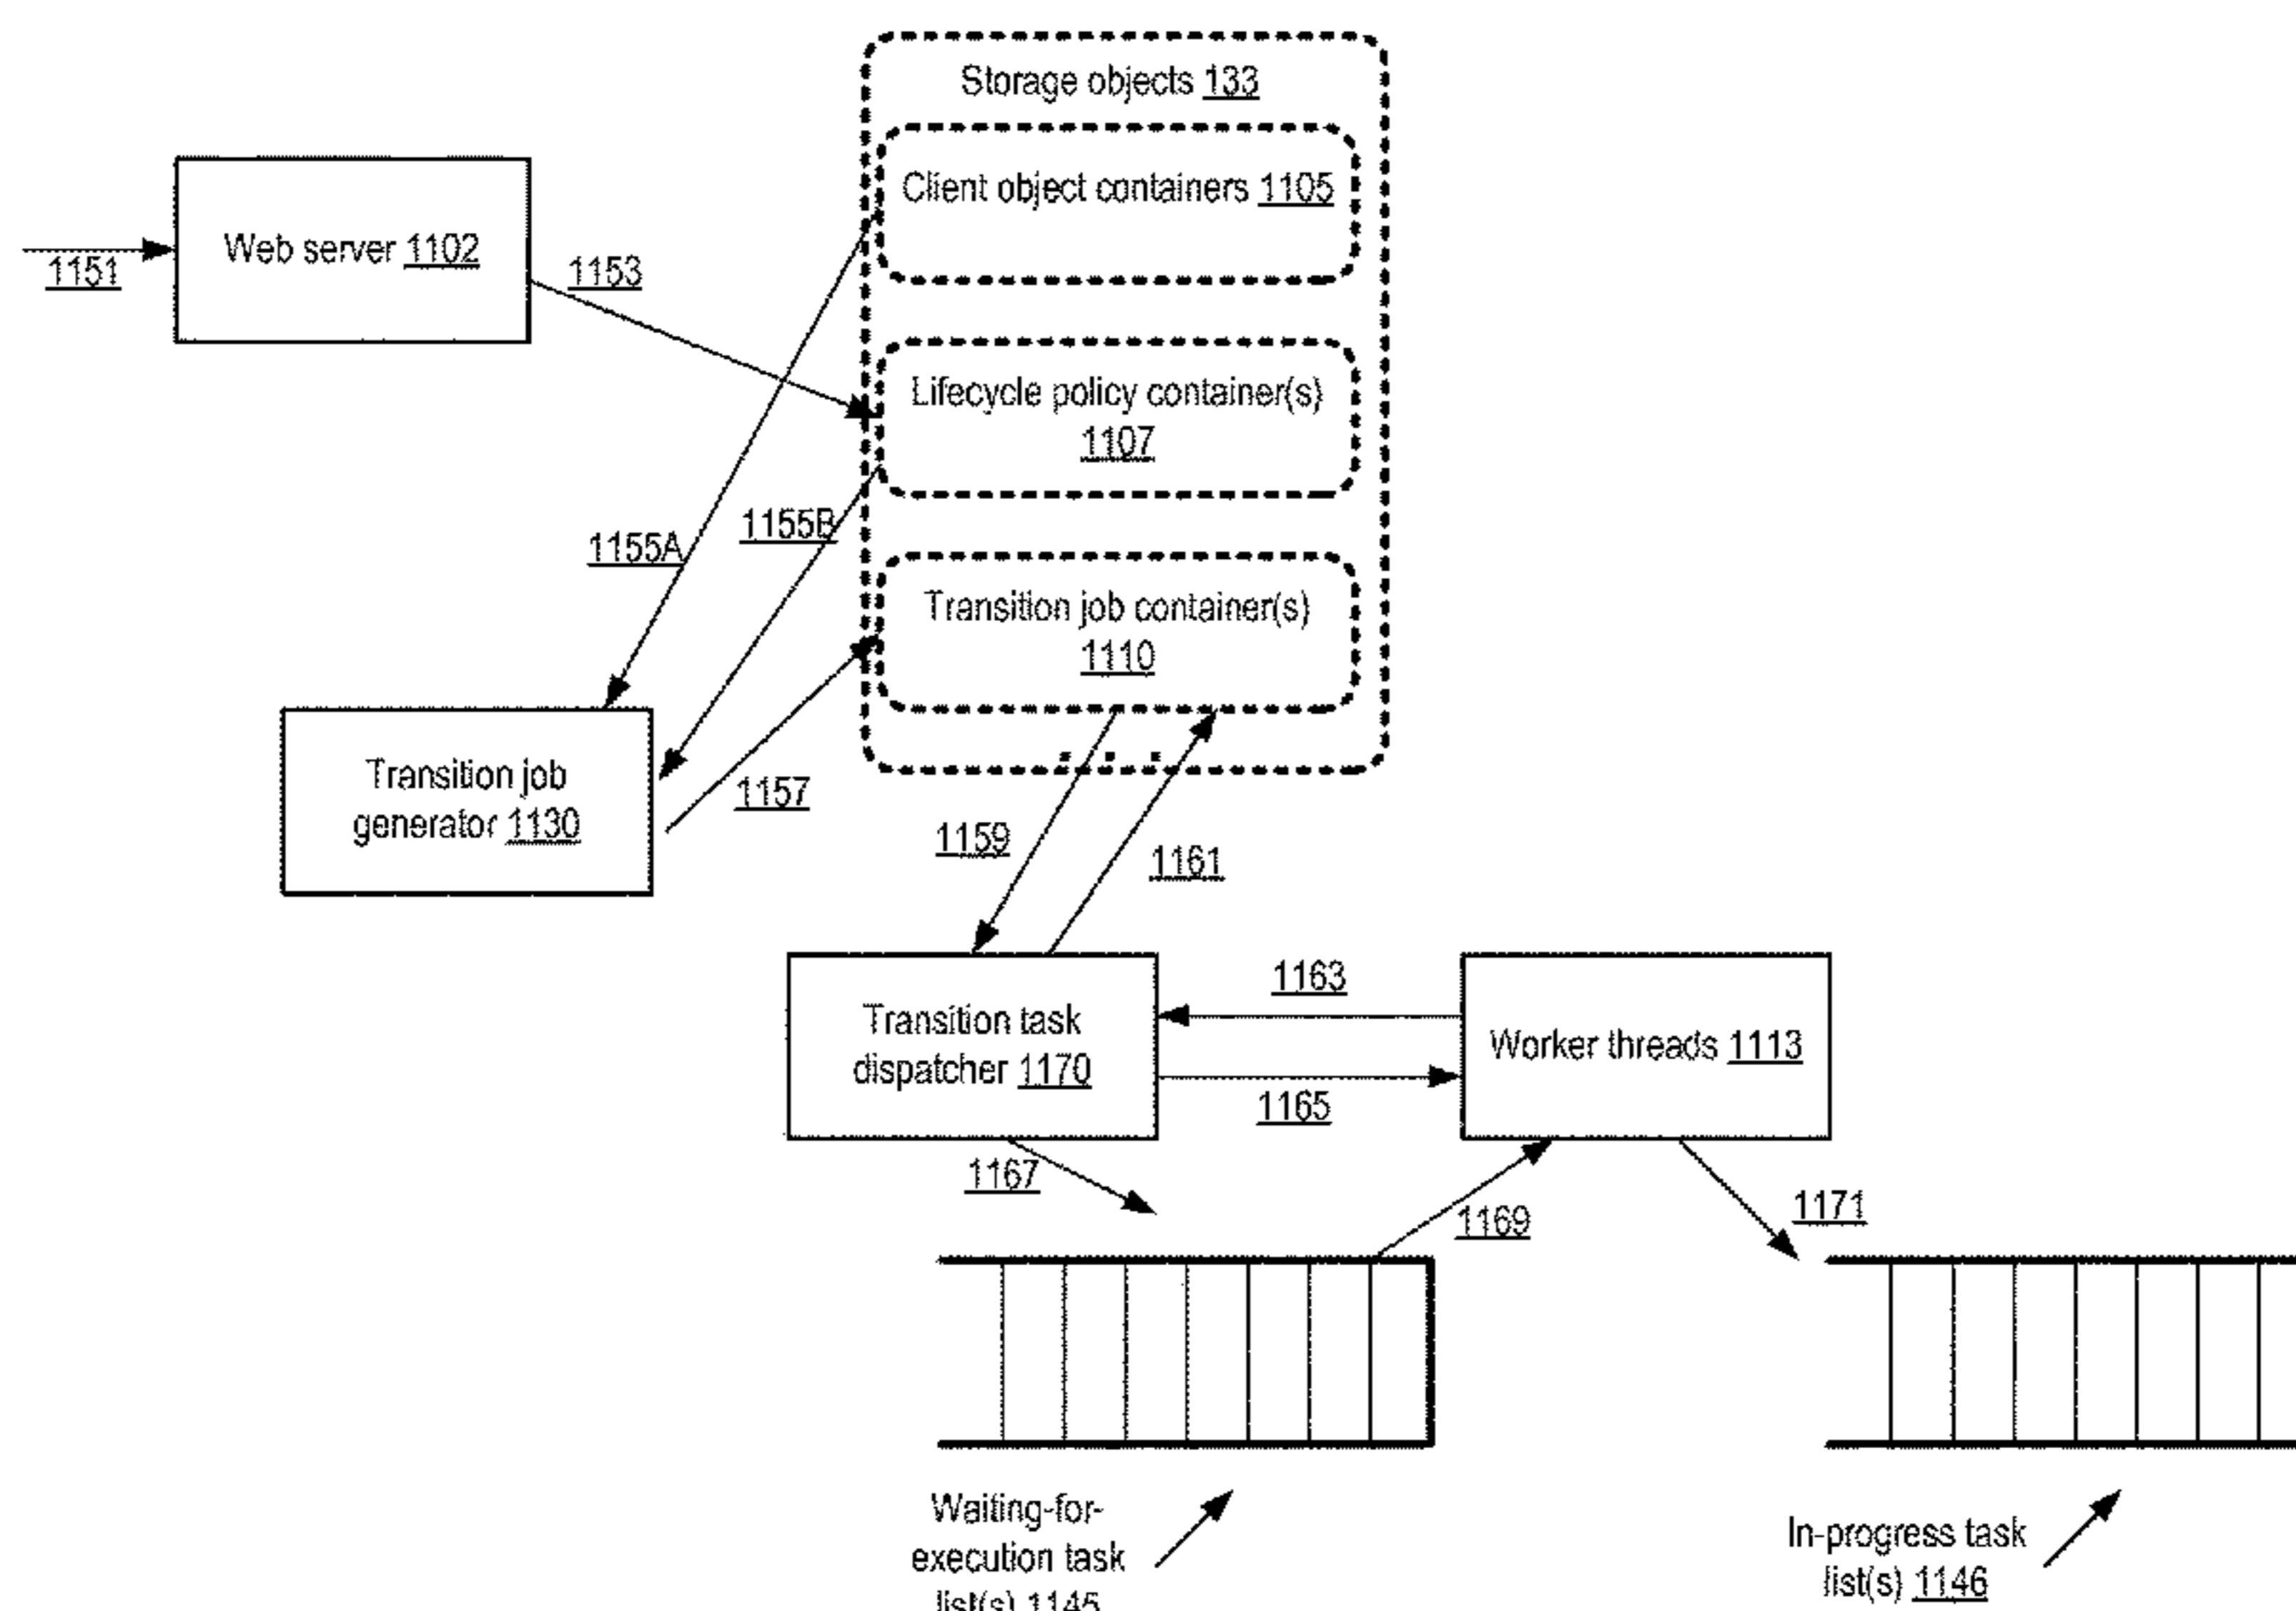 Storage objects 133
Client object containers 1105
Web server 1102
1151
1153
Lifecycle policy container(s)
1107
1155A
1155B
Transition job container(s)
1110
Transition job
generator 1130
1157
1159
1161
1163
Transition task
dispatcher 1170
Worker threads 1113
1165
1167
1169
1171
Waiting-for-
execution task
list(s) 1145
In-progress task
list(s) 1146